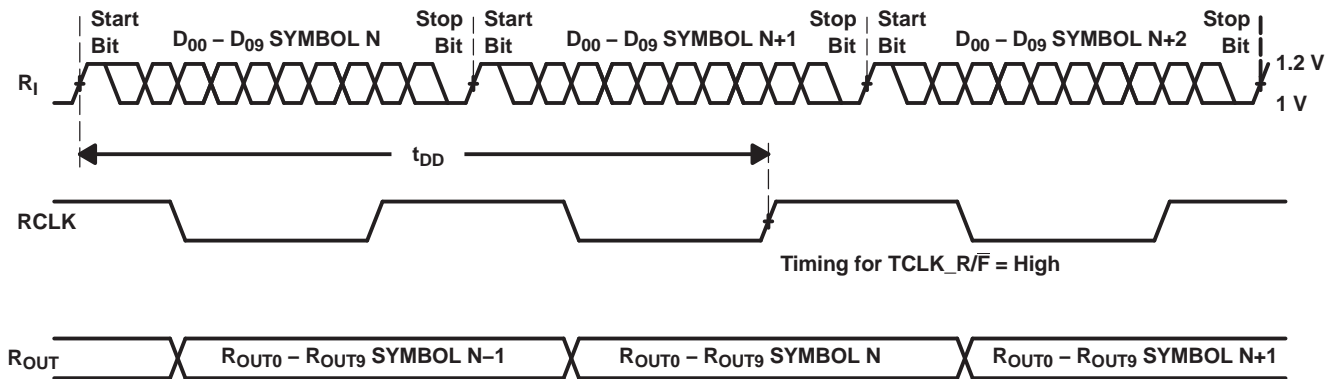 Start Bit D00 – D09 SYMBOL N Stop Bit Start Bit D00 – D09 SYMBOL N+1 Stop Bit Start Bit D00 – D09 SYMBOL N+2 Stop Bit
1.2 V
RI
1 V
tDD
RCLK
Timing for TCLK_R/F̅ = High
ROUT ROUT0 – ROUT9 SYMBOL N–1 ROUT0 – ROUT9 SYMBOL N ROUT0 – ROUT9 SYMBOL N+1